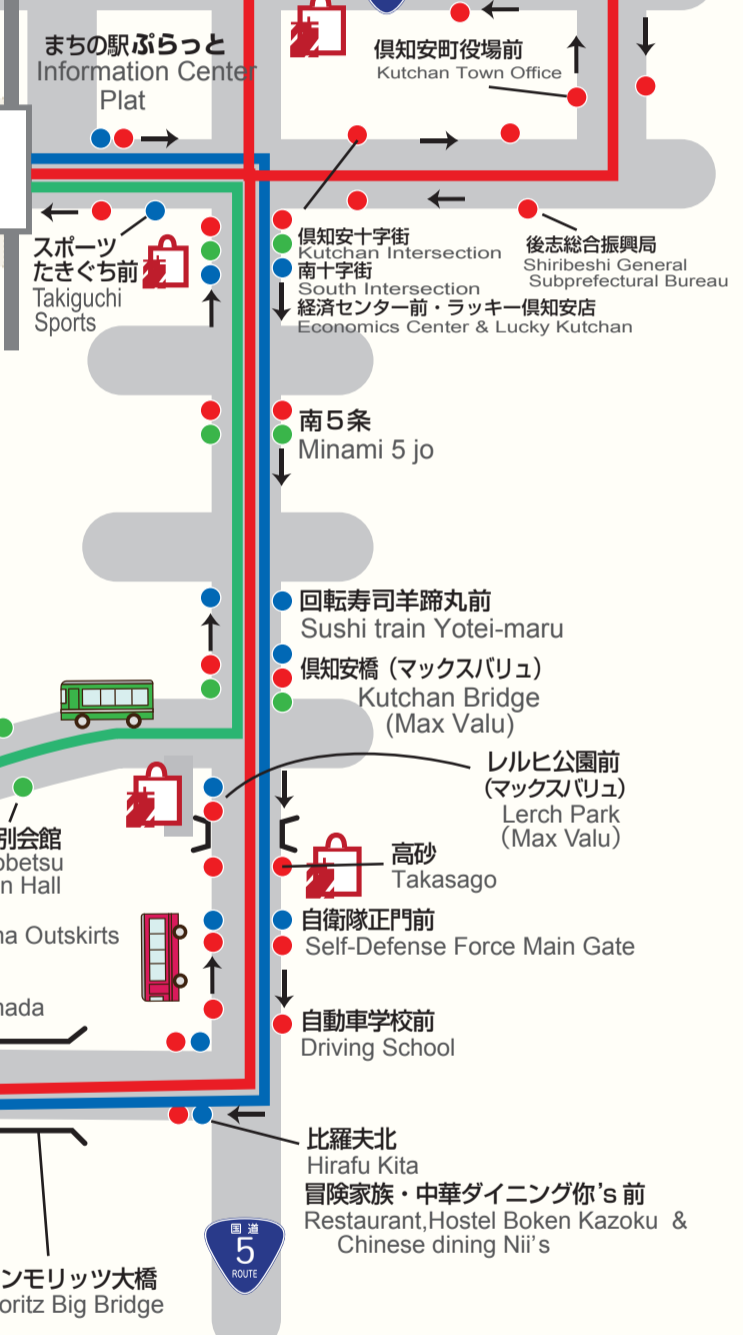 まちの駅ぷらっと
Information Center
Plat
倶知安町役場前
Kutchan Town Office
スポーツ
たきぐち前
Takiguchi
Sports
倶知安十字街
Kutchan Intersection
南十字街
South Intersection
経済センター前・ラッキー倶知安店
Economics Center & Lucky Kutchan
後志総合振興局
Shiribeshi General
Subprefectural Bureau
南5条
Minami 5 jo
回転寿司羊蹄丸前
Sushi train Yotei-maru
倶知安橋（マックスバリュ）
Kutchan Bridge
(Max Valu)
レルヒ公園前
（マックスバリュ）
Lerch Park
（Max Valu）
別会館
obetsu
n Hall
高砂
Takasago
na Outskirts
自衛隊正門前
Self-Defense Force Main Gate
nada
自動車学校前
Driving School
比羅夫北
Hirafu Kita
冒険家族・中華ダイニング你's 前
Restaurant,Hostel Boken Kazoku &
Chinese dining Nii's
国道
5
ROUTE
ンモリッツ大橋
oritz Big Bridge